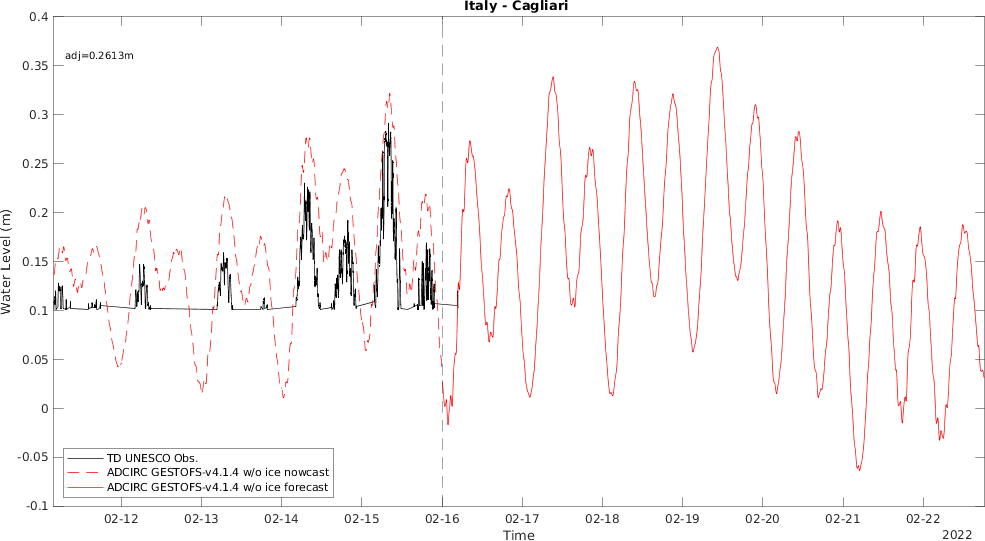 Italy - Cagliari
0.4
0.35
0.3
0.25
0.2
0.15
0.1
0.05
0
-0.05
-0.1
Water Level (m)
adj=0.2613m
TD UNESCO Obs.
ADCIRC GESTOFS-v4.1.4 w/o ice nowcast
ADCIRC GESTOFS-v4.1.4 w/o ice forecast
02-12 02-13 02-14 02-15 02-16 02-17 02-18 02-19 02-20 02-21 02-22
Time
2022